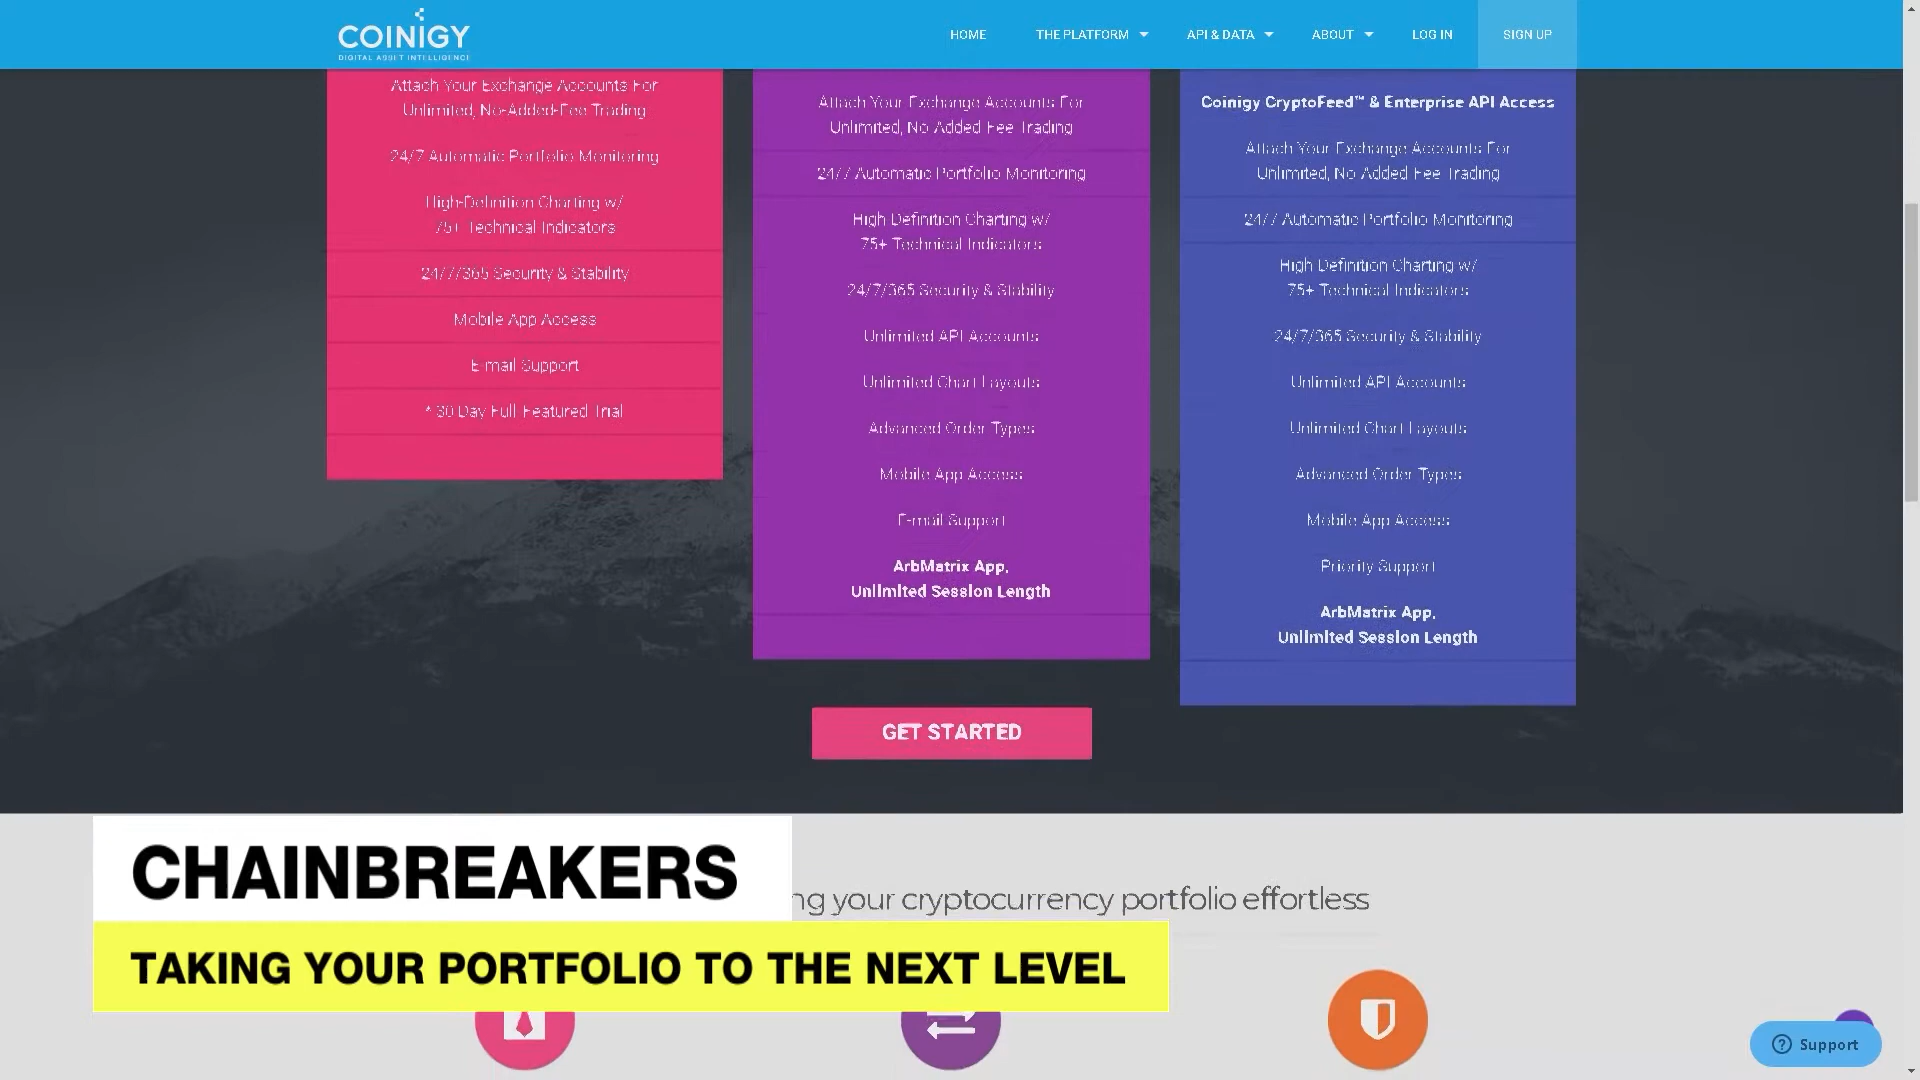 COINIGY
DIGITAL ASSET INTELLIGENCE
HOME
THE PLATFORM
API & DATA
ABOUT
LOG IN
SIGN UP
Attach Your Exchange Accounts For
Unlimited, No-Added-Fee Trading
24/7 Automatic Portfolio Monitoring
High-Definition Charting w/
75+ Technical Indicators
24/7/365 Security & Stability
Mobile App Access
E-mail Support
* 30 Day Full-Featured Trial
Attach Your Exchange Accounts For
Unlimited, No-Added-Fee Trading
24/7 Automatic Portfolio Monitoring
High-Definition Charting w/
75+ Technical Indicators
24/7/365 Security & Stability
Unlimited API Accounts
Unlimited Chart Layouts
Advanced Order Types
Mobile App Access
E-mail Support
ArbMatrix App,
Unlimited Session Length
Coinigy CryptoFeed™ & Enterprise API Access
Attach Your Exchange Accounts For
Unlimited, No-Added-Fee Trading
24/7 Automatic Portfolio Monitoring
High-Definition Charting w/
75+ Technical Indicators
24/7/365 Security & Stability
Unlimited API Accounts
Unlimited Chart Layouts
Advanced Order Types
Mobile App Access
Priority Support
ArbMatrix App,
Unlimited Session Length
GET STARTED
CHAINBREAKERS
ng your cryptocurrency portfolio effortless
TAKING YOUR PORTFOLIO TO THE NEXT LEVEL
Support